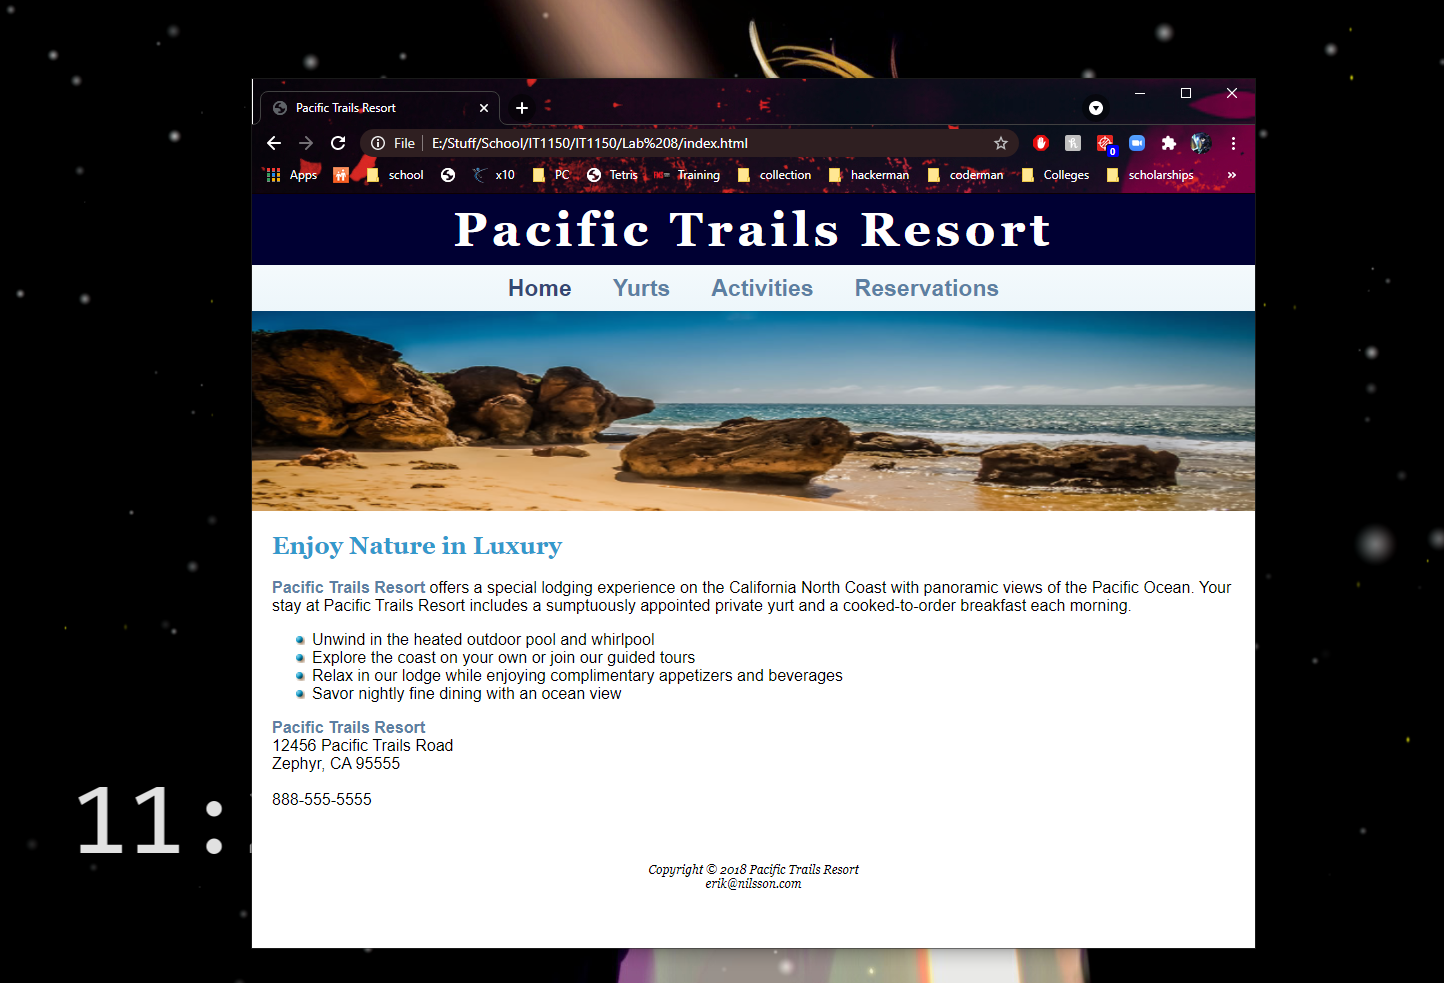 Pacific Trails Resort
File E:/Stuff/School/IT1150/IT1150/Lab%208/index.html
0
Apps school x10 PC Tetris Training collection hackerman coderman Colleges scholarships »
Pacific Trails Resort
Home Yurts Activities Reservations
Enjoy Nature in Luxury
Pacific Trails Resort offers a special lodging experience on the California North Coast with panoramic views of the Pacific Ocean. Your
stay at Pacific Trails Resort includes a sumptuously appointed private yurt and a cooked-to-order breakfast each morning.
Unwind in the heated outdoor pool and whirlpool
Explore the coast on your own or join our guided tours
Relax in our lodge while enjoying complimentary appetizers and beverages
Savor nightly fine dining with an ocean view
Pacific Trails Resort
12456 Pacific Trails Road
Zephyr, CA 95555
888-555-5555
11:
Copyright © 2018 Pacific Trails Resort
erik@nilsson.com